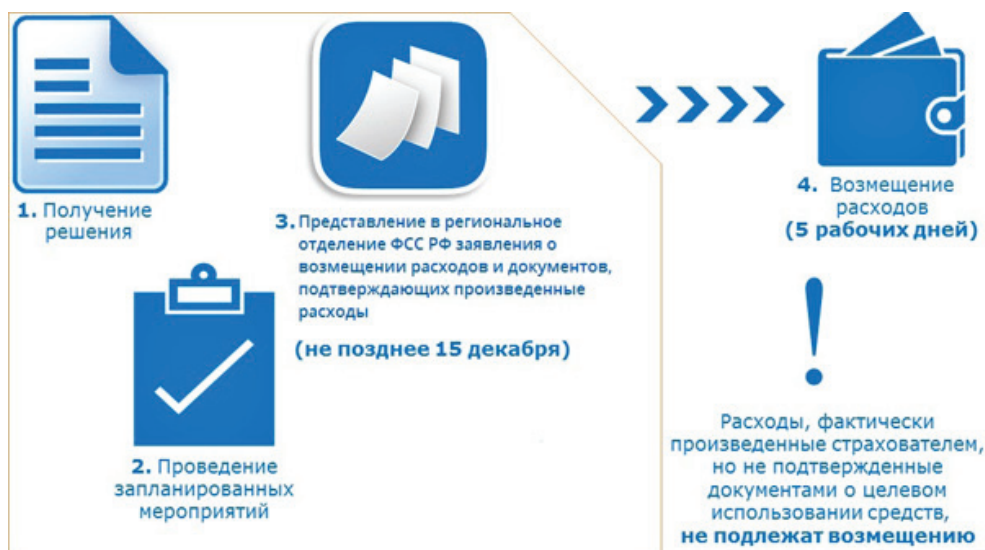 1. Получение
решения
2. Проведение
запланированных
мероприятий
3. Представление в региональное
отделение ФСС РФ заявления о
возмещении расходов и документов,
подтверждающих произведенные
расходы
(не позднее 15 декабря)
4. Возмещение
расходов
(5 рабочих дней)
Расходы, фактически
произведенные страхователем,
но не подтвержденные
документами о целевом
использовании средств,
не подлежат возмещению